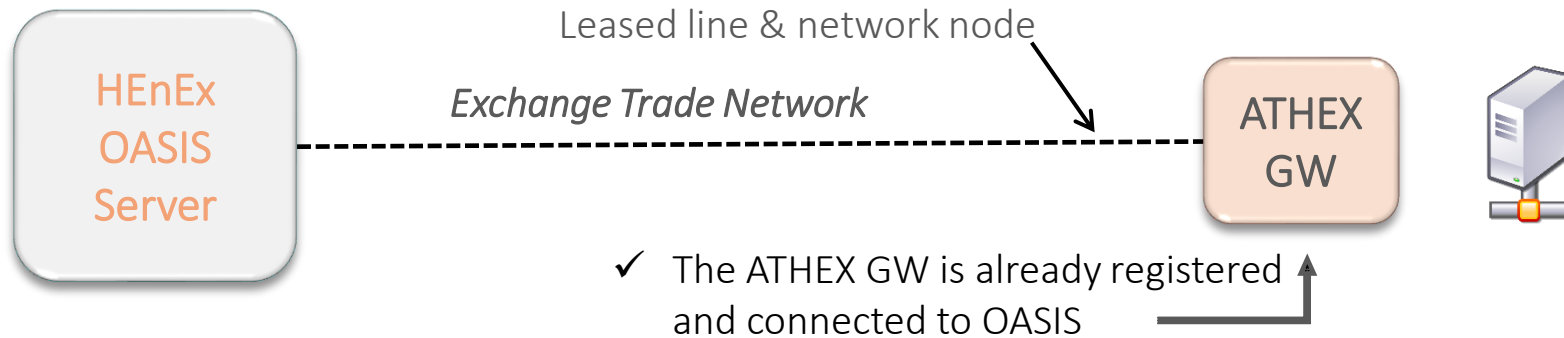 Leased line & network node
HEnEx
OASIS
Server
Exchange Trade Network
ATHEX
GW
✓ The ATHEX GW is already registered
and connected to OASIS